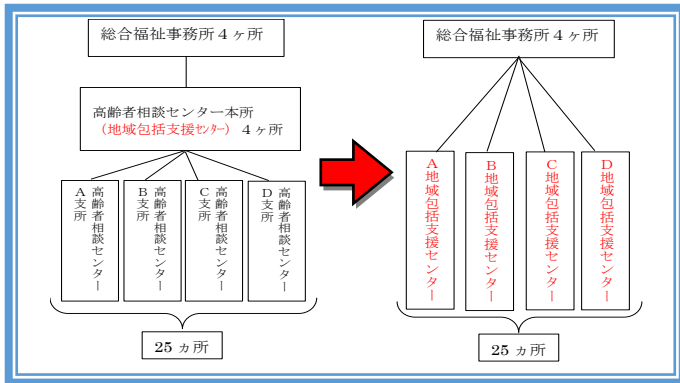 総合福祉事務所４ヶ所
高齢者相談センター本所
（地域包括支援ｾﾝﾀｰ）４ヶ所
高齢者相談センター
Ａ支所
高齢者相談センター
Ｂ支所
高齢者相談センター
Ｃ支所
高齢者相談センター
Ｄ支所
25 ヵ所
総合福祉事務所４ヶ所
Ａ地域包括支援センター
Ｂ地域包括支援センター
Ｃ地域包括支援センター
Ｄ地域包括支援センター
25 ヵ所